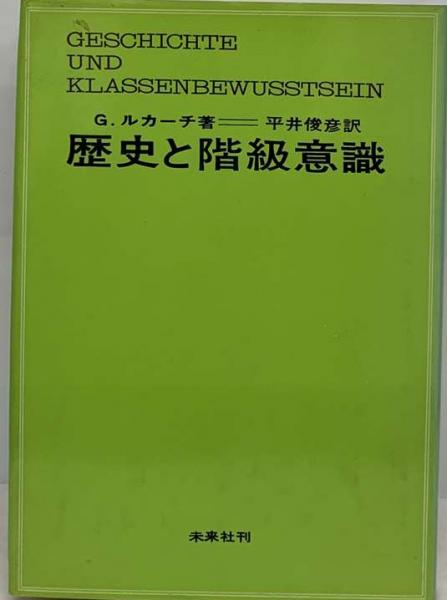 GESCHICHTE
UND
KLASSENBEWUSSTSEIN
G. ルカーチ著══平井俊彦訳
歴史と階級意識
未来社刊